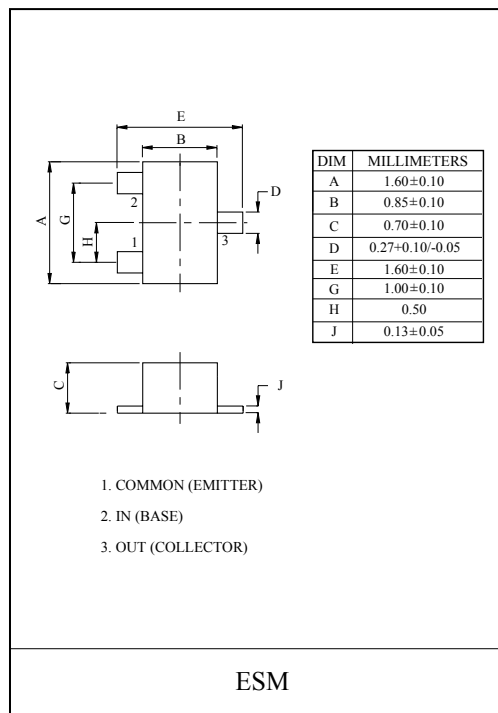 E
B
A
G
H
2
1
3
D
DIM MILLIMETERS
A 1.60±0.10
B 0.85±0.10
C 0.70±0.10
D 0.27+0.10/-0.05
E 1.60±0.10
G 1.00±0.10
H 0.50
J 0.13±0.05
C
J
1. COMMON (EMITTER)
2. IN (BASE)
3. OUT (COLLECTOR)
ESM